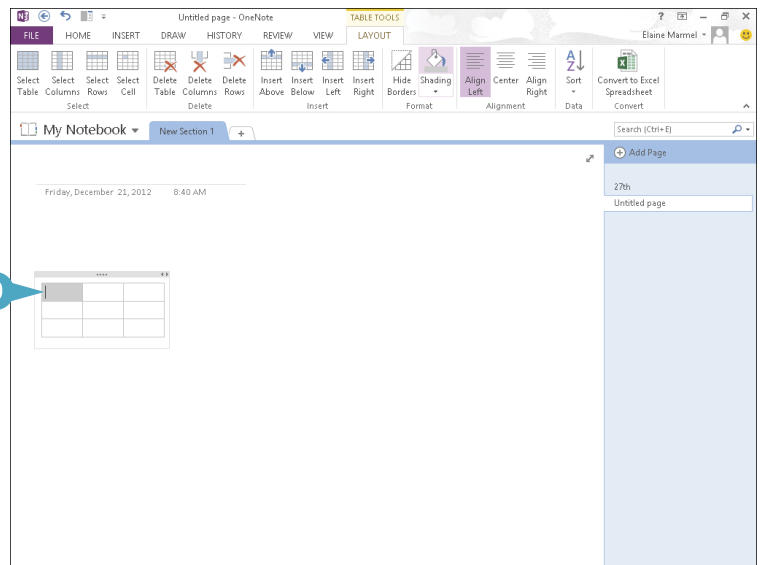 Untitled page - OneNote
TABLE TOOLS
?
FILE HOME INSERT DRAW HISTORY REVIEW VIEW LAYOUT
Elaine Marmel
Select Table
Select Columns
Select Rows
Select Cell
Select
Delete Table
Delete Columns
Delete Rows
Delete
Insert Above
Insert Below
Insert Left
Insert Right
Insert
Hide Borders
Shading
Format
Align Left
Center
Align Right
Alignment
Sort
Data
Convert to Excel Spreadsheet
Convert
My Notebook
New Section 1
+
Search (Ctrl+E)
Add Page
Friday, December 21, 2012 8:40 AM
27th
Untitled page